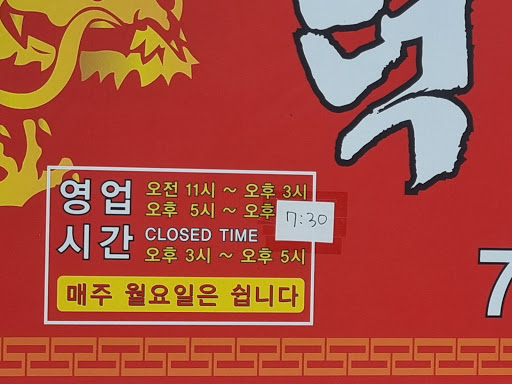 영업 시간
오전 11시 ~ 오후 3시
오후 5시 ~ 오후 7:30
CLOSED TIME
오후 3시 ~ 오후 5시
매주 월요일은 쉽니다
7